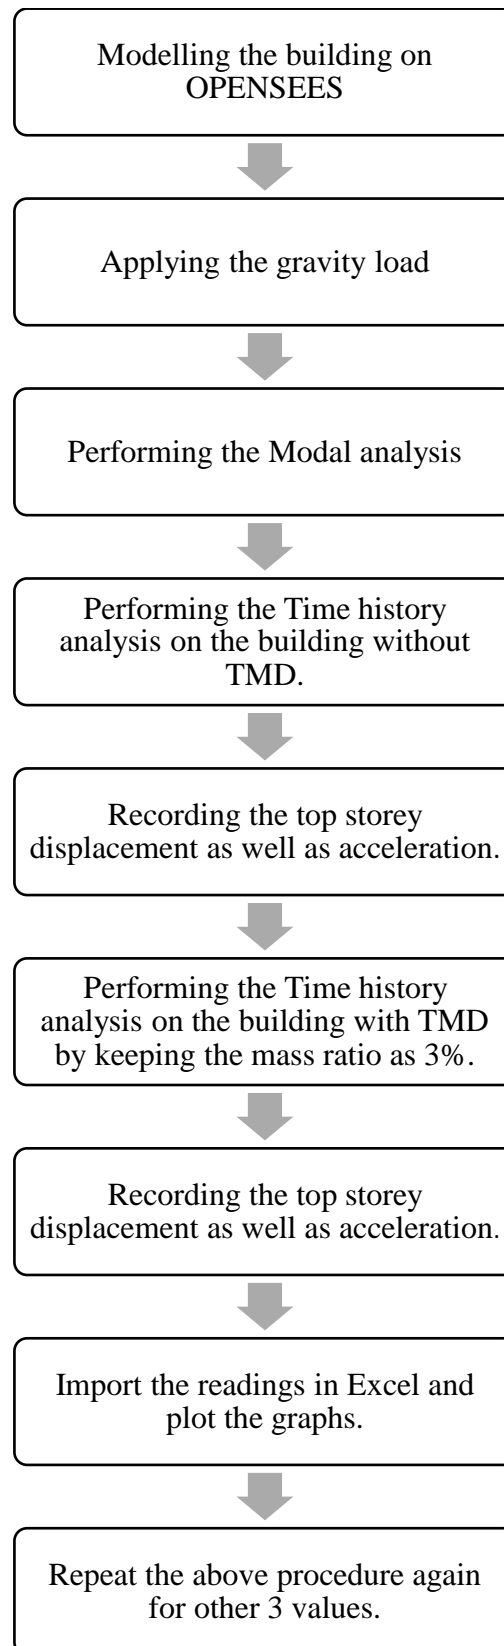 Modelling the building on
OPENSEES
Applying the gravity load
Performing the Modal analysis
Performing the Time history
analysis on the building without
TMD.
Recording the top storey
displacement as well as acceleration.
Performing the Time history
analysis on the building with TMD
by keeping the mass ratio as 3%.
Recording the top storey
displacement as well as acceleration.
Import the readings in Excel and
plot the graphs.
Repeat the above procedure again
for other 3 values.